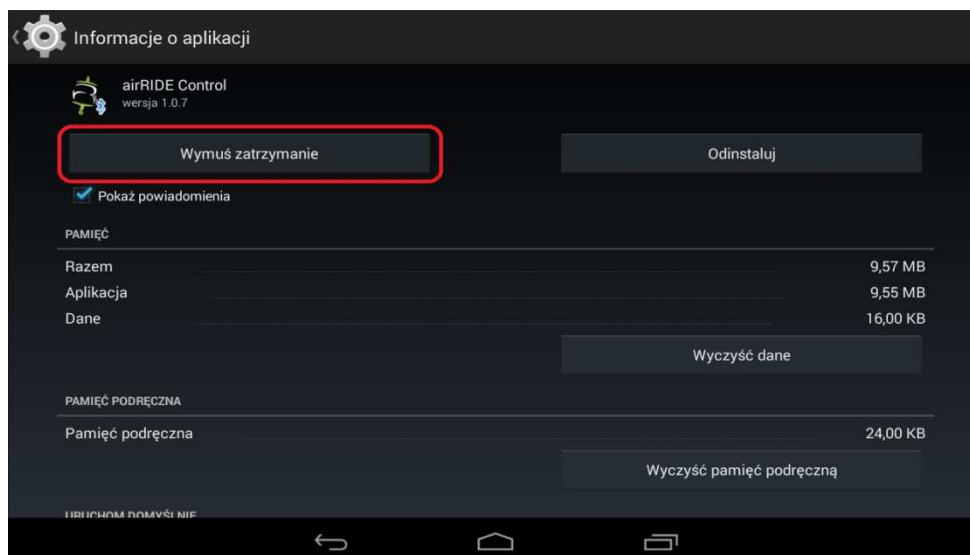 Informacje o aplikacji
airRIDE Control
wersja 1.0.7
Wymuś zatrzymanie
Odinstaluj
Pokaż powiadomienia
PAMIĘĆ
Razem 9,57 MB
Aplikacja 9,55 MB
Dane 16,00 KB
Wyczyść dane
PAMIĘĆ PODRĘCZNA
Pamięć podręczna 24,00 KB
Wyczyść pamięć podręczną
URUCHOM DOMYŚLNIE